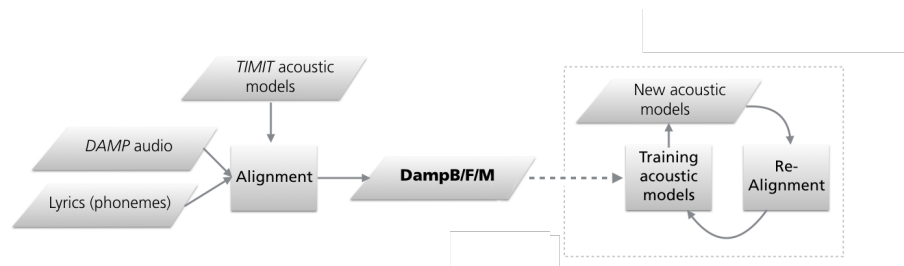 TIMIT acoustic
models
DAMP audio
Lyrics (phonemes)
Alignment
DampB/F/M
New acoustic
models
Training
acoustic
models
Re-
Alignment